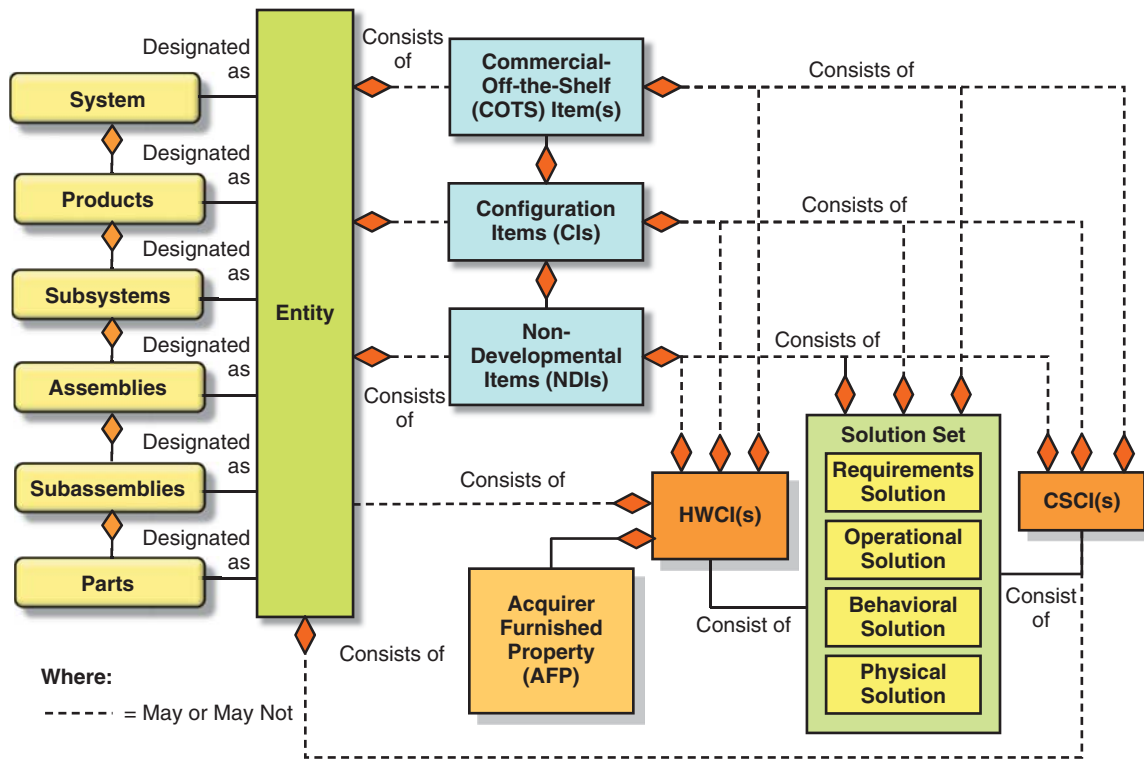 Designated
as
System
Designated
as
Products
Designated
as
Subsystems
Designated
as
Assemblies
Designated
as
Subassemblies
Designated
as
Parts
Entity
Consists
of
Commercial-
Off-the-Shelf
(COTS) Item(s)
Consists of
Configuration
Items (CIs)
Consists of
Non-
Developmental
Items (NDIs)
Consists of
Consists
of
Consists of
HWCI(s)
Solution Set
Requirements
Solution
Operational
Solution
Behavioral
Solution
Physical
Solution
CSCI(s)
Acquirer
Furnished
Property
(AFP)
Consist of
Consist
of
Consists of
Where:
= May or May Not